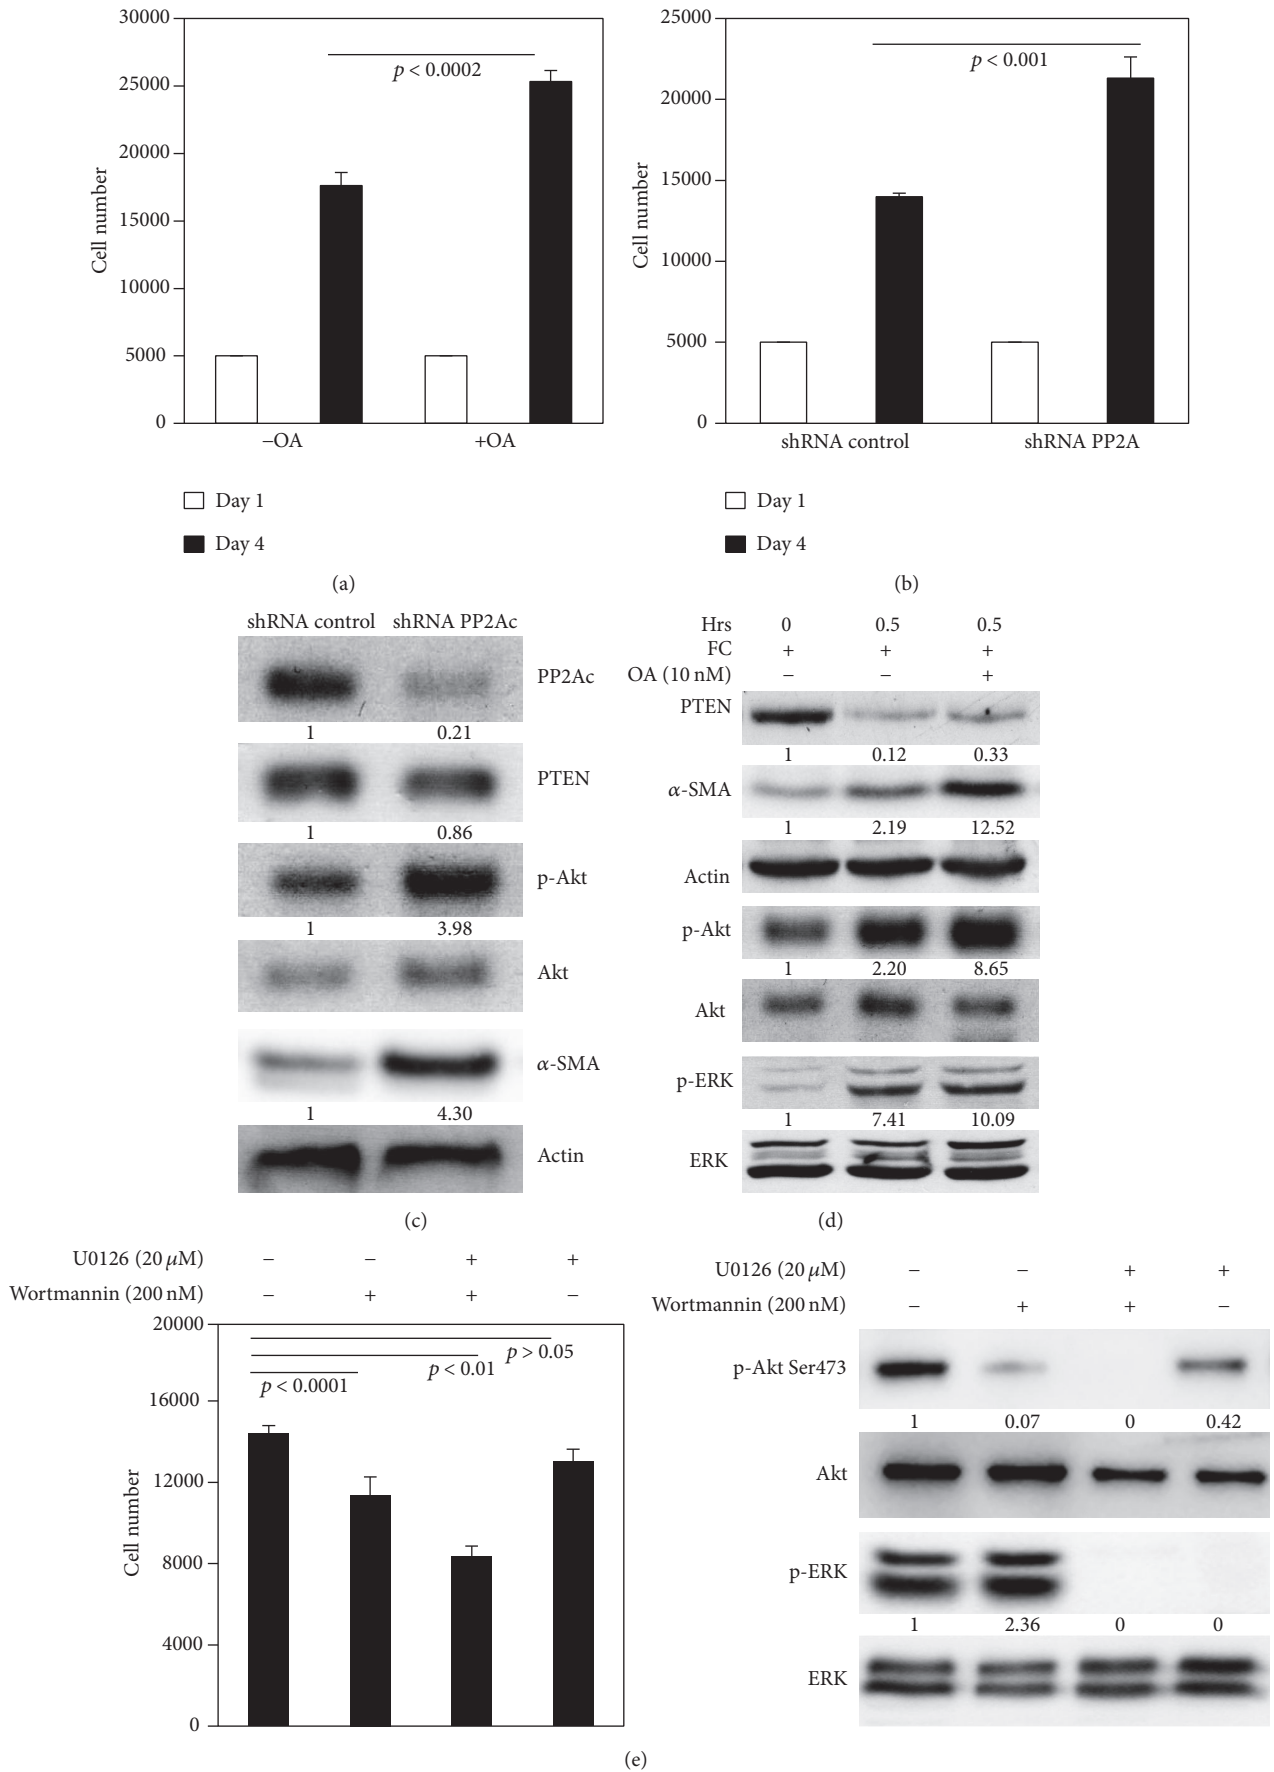 30000
25000
20000
15000
10000
5000
0
Cell number
p < 0.0002
−OA +OA
Day 1
Day 4
(a)
25000
20000
15000
10000
5000
0
Cell number
p < 0.001
shRNA control shRNA PP2A
Day 1
Day 4
(b)
shRNA control shRNA PP2Ac
PP2Ac
1 0.21
PTEN
1 0.86
p-Akt
1 3.98
Akt
α-SMA
1 4.30
Actin
(c)
Hrs 0 0.5 0.5
FC + + +
OA (10 nM) − − +
PTEN
1 0.12 0.33
α-SMA
1 2.19 12.52
Actin
p-Akt
1 2.20 8.65
Akt
p-ERK
1 7.41 10.09
ERK
(d)
U0126 (20 μM) − − + +
Wortmannin (200 nM) − + + −
20000
16000
12000
8000
4000
0
Cell number
p > 0.05
p < 0.01
p < 0.0001
U0126 (20 μM) − − + +
Wortmannin (200 nM) − + + −
p-Akt Ser473
1 0.07 0 0.42
Akt
p-ERK
1 2.36 0 0
ERK
(e)